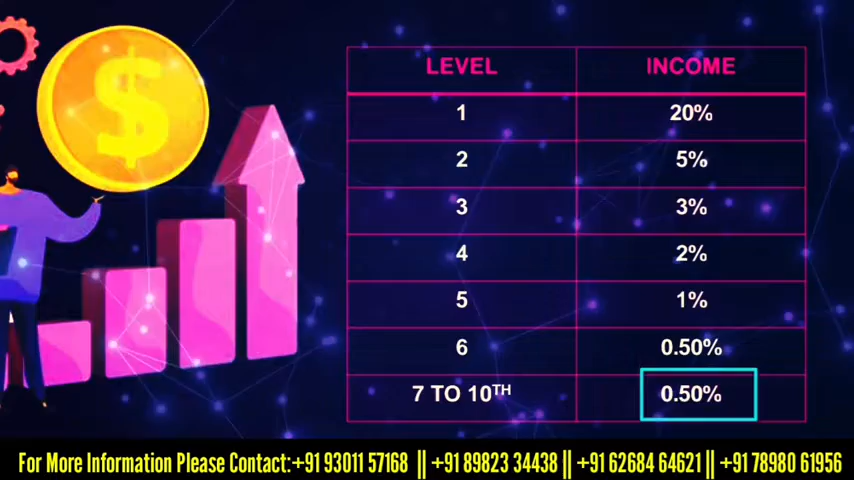 $
LEVEL INCOME
1 20%
2 5%
3 3%
4 2%
5 1%
6 0.50%
7 TO 10TH 0.50%
For More Information Please Contact:+91 93011 57168 || +91 89823 34438 || +91 62684 64621 || +91 78980 61956